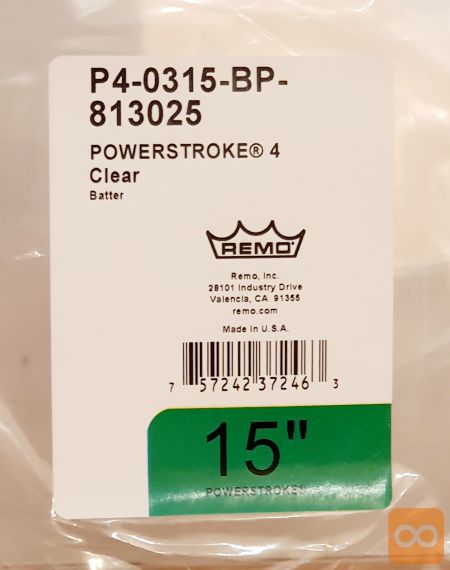 P4-0315-BP-
813025
POWERSTROKE® 4
Clear
Batter
REMO
Remo, Inc.
28101 Industry Drive
Valencia, CA 91355
remo.com
Made in U.S.A.
7 57242 37246 3
15"
POWERSTROKE®